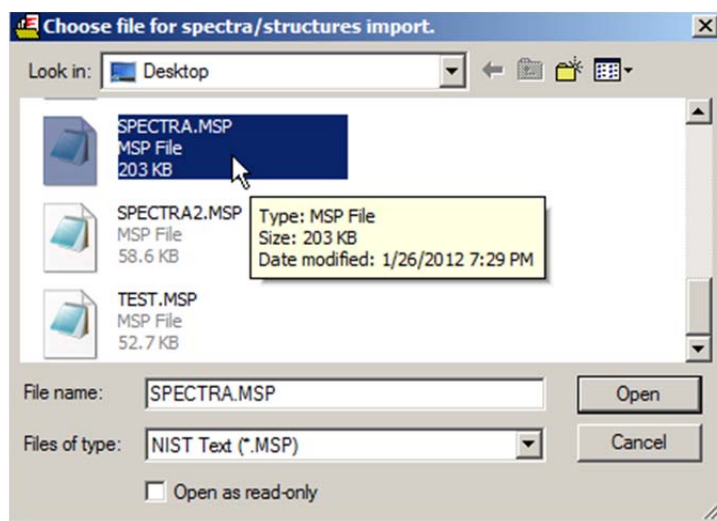 Choose file for spectra/structures import.
Look in: Desktop
SPECTRA.MSP
MSP File
203 KB
SPECTRA2.MSP
MSP File
58.6 KB
Type: MSP File
Size: 203 KB
Date modified: 1/26/2012 7:29 PM
TEST.MSP
MSP File
52.7 KB
File name: SPECTRA.MSP Open
Files of type: NIST Text (*.MSP) Cancel
Open as read-only